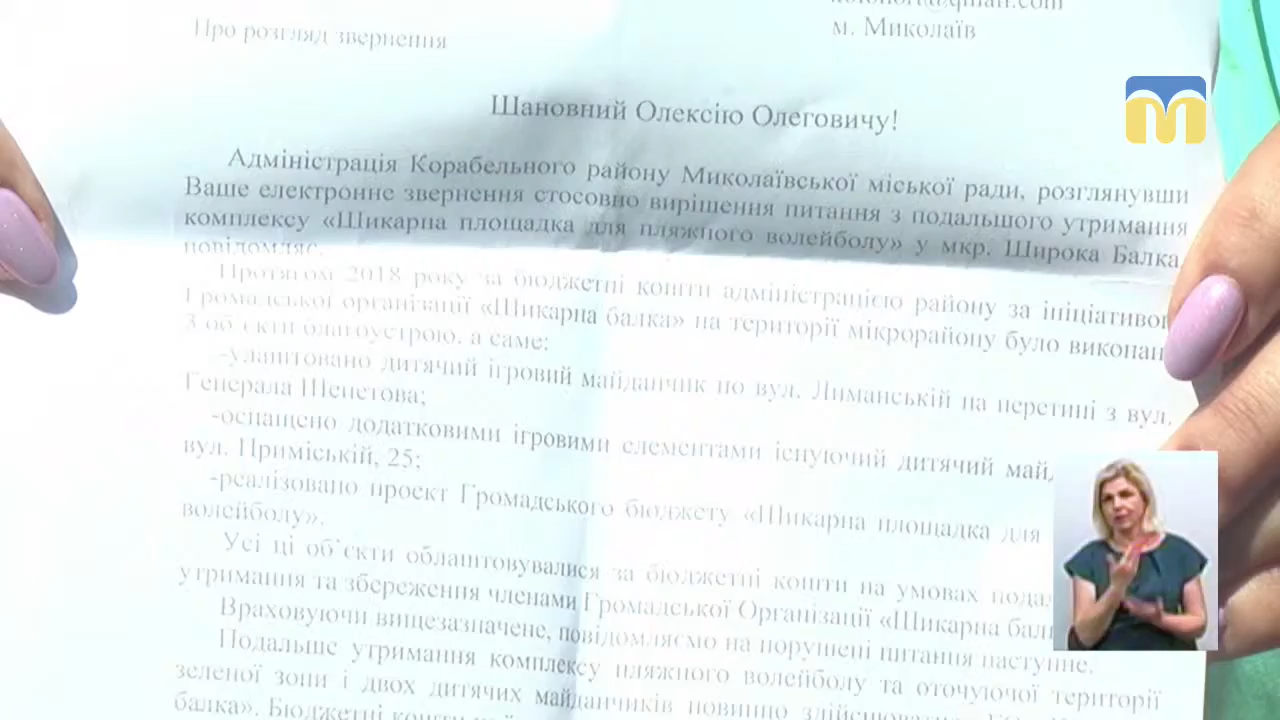 м. Миколаїв
Про розгляд звернення
Шановний Олексію Олеговичу!
Адміністрація Корабельного району Миколаївської міської ради, розглянувши
Ваше електронне звернення стосовно вирішення питання з подальшого утримання
комплексу «Шикарна площадка для пляжного волейболу» у мкр. Широка Балка,
повідомляє.
Протягом 2018 року за бюджетні кошти адміністрацією району за ініціативою
Громадської організації «Шикарна балка» на території мікрорайону було виконан
3 об`єкти благоустрою, а саме:
-улаштовано дитячий ігровий майданчик по вул. Лиманській на перетині з вул.
Генерала Шепетова;
-оснащено додатковими ігровими елементами існуючий дитячий май
вул. Приміській, 25;
-реалізовано проект Громадського бюджету «Шикарна площадка для
волейболу».
Усі ці об`єкти облаштовувалися за бюджетні кошти на умовах пода
утримання та збереження членами Громадської Організації «Шикарна бал
Враховуючи вищезазначене, повідомляємо на порушені питання наступне.
Подальше утримання комплексу пляжного волейболу та оточуючої території
зеленої зони і двох дитячих майданчиків повинно
балка». Бюджетні кошти